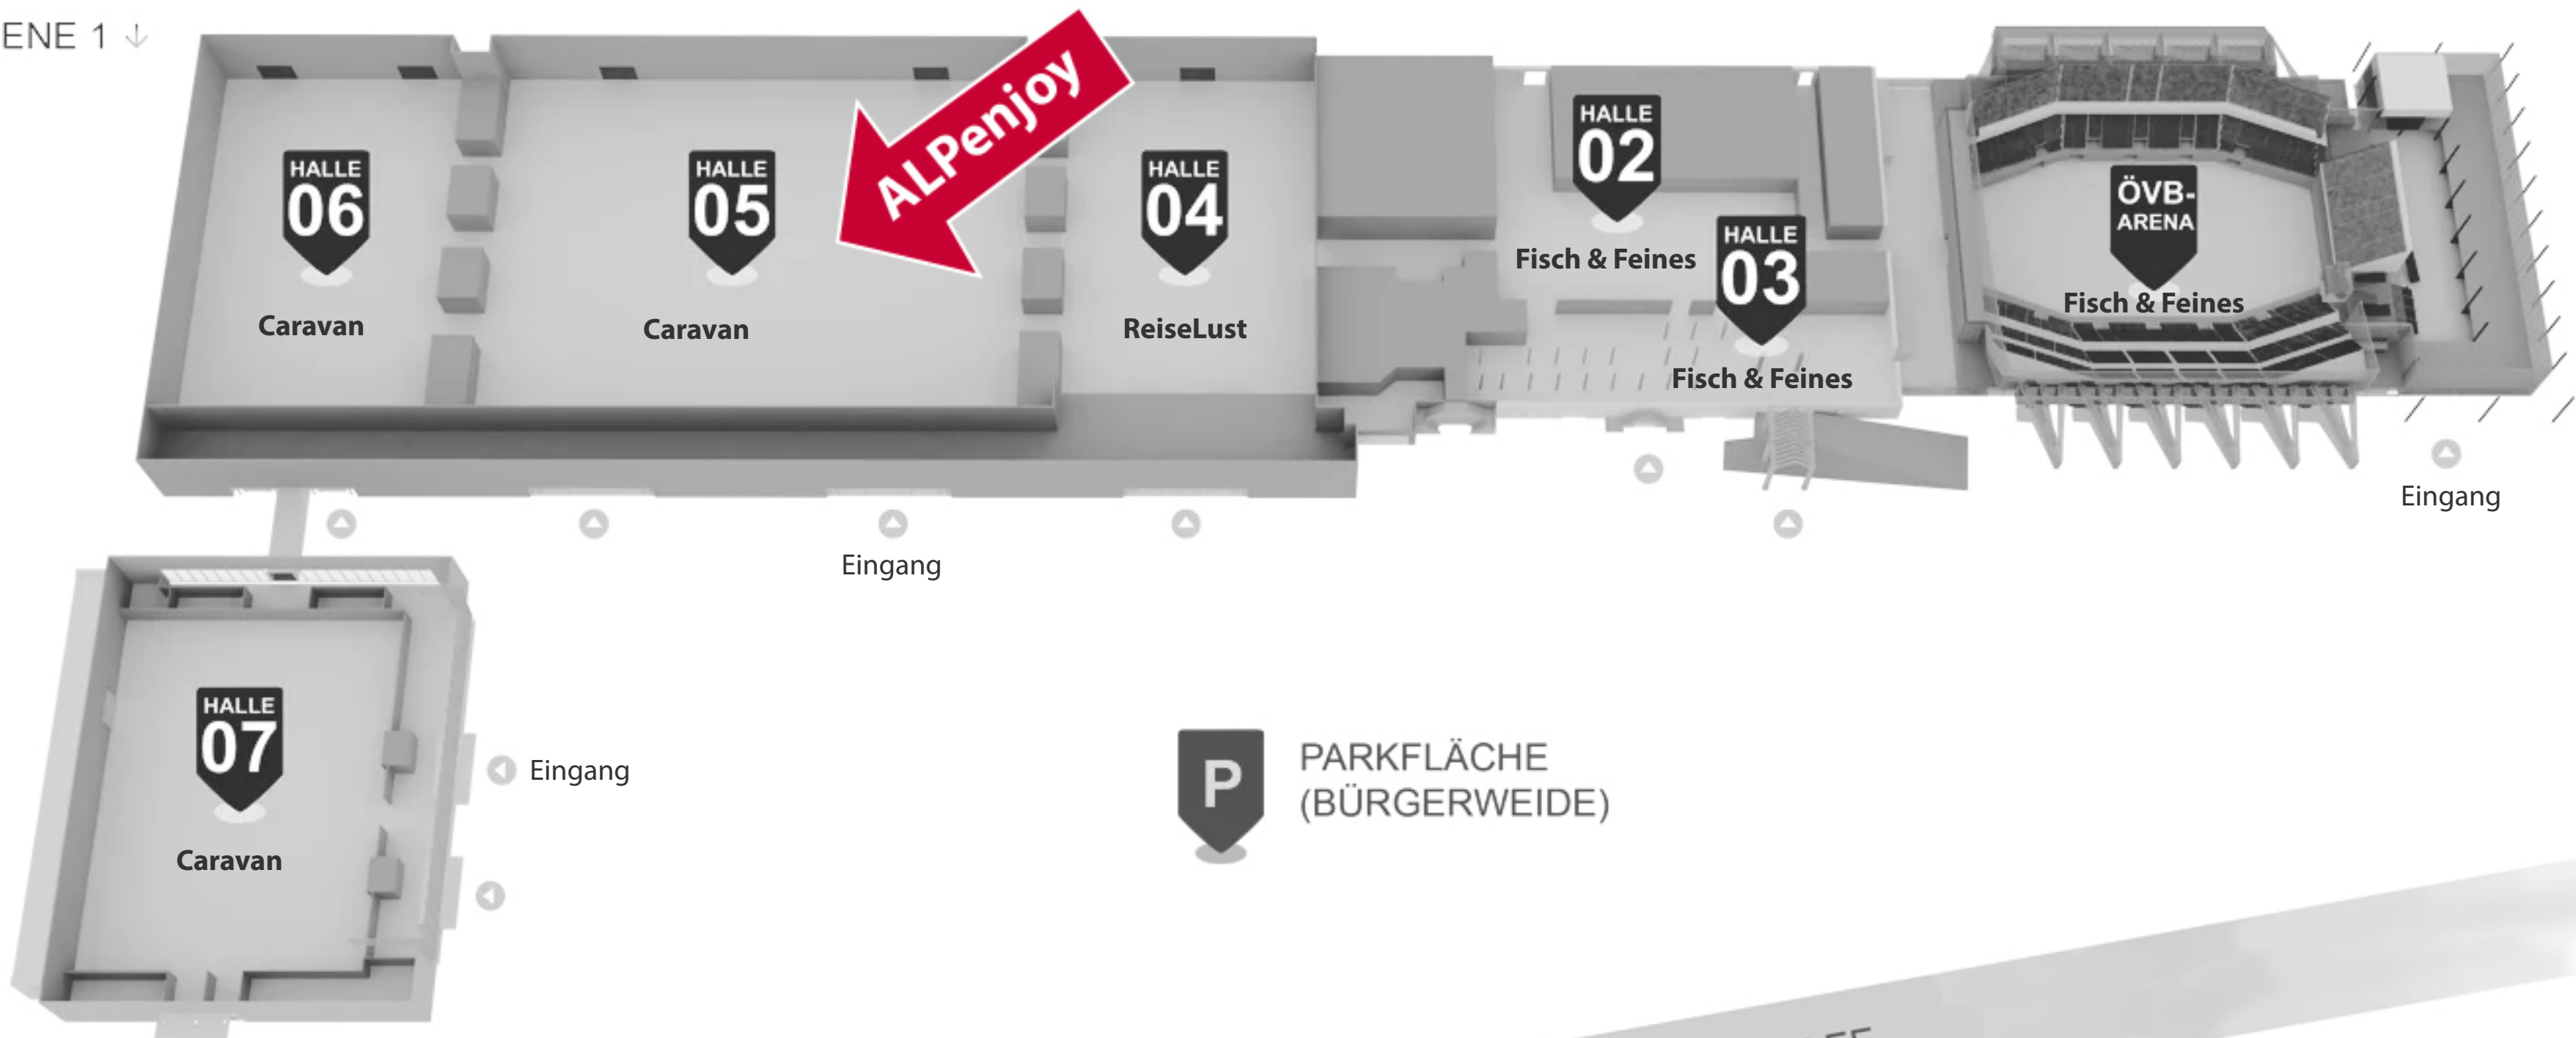 ENE 1 ↓
ALPenjoy
HALLE
06
Caravan
HALLE
05
Caravan
HALLE
04
ReiseLust
HALLE
02
Fisch & Feines
HALLE
03
Fisch & Feines
ÖVB-
ARENA
Fisch & Feines
Eingang
Eingang
HALLE
07
Caravan
Eingang
P
PARKFLÄCHE
(BÜRGERWEIDE)